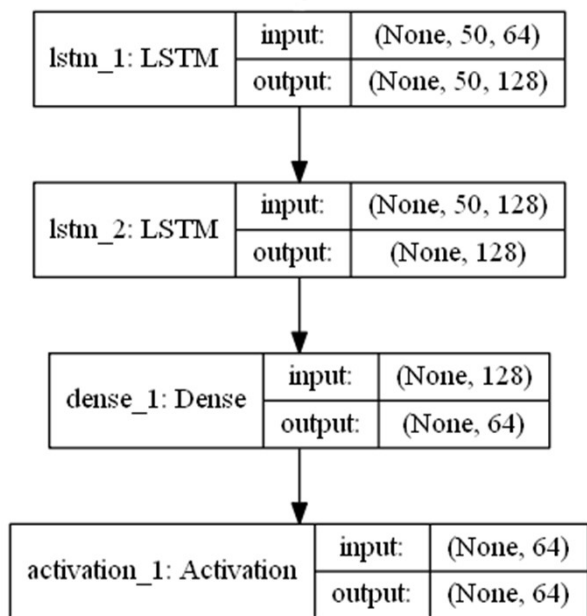 lstm_1: LSTM
input: (None, 50, 64)
output: (None, 50, 128)
lstm_2: LSTM
input: (None, 50, 128)
output: (None, 128)
dense_1: Dense
input: (None, 128)
output: (None, 64)
activation_1: Activation
input: (None, 64)
output: (None, 64)